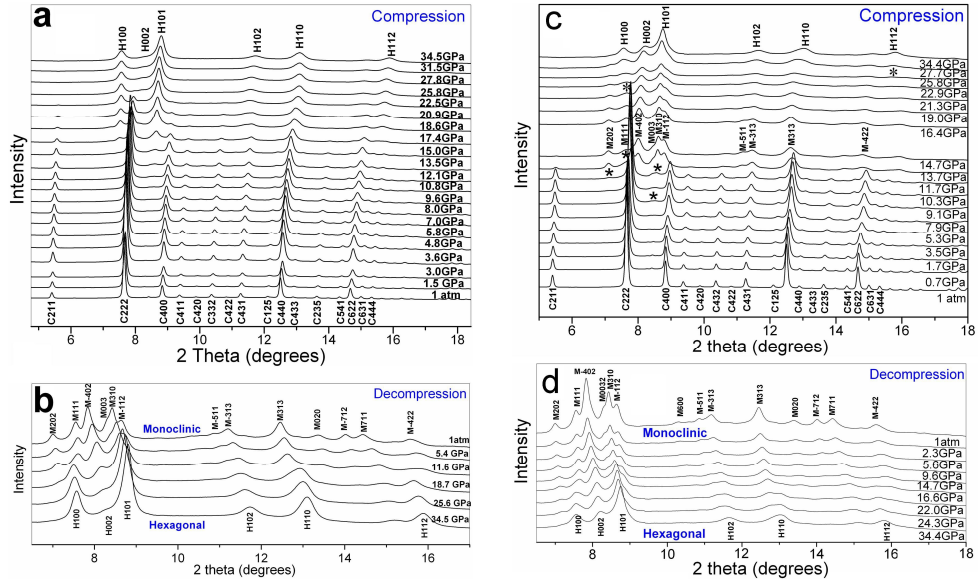 a
Compression
H100
H002
H101
H102
H110
H112
34.5GPa
31.5GPa
27.8GPa
25.8GPa
22.5GPa
20.9GPa
18.6GPa
17.4GPa
15.0GPa
13.5GPa
12.1GPa
10.8GPa
9.6GPa
8.0GPa
7.0GPa
5.8GPa
4.8GPa
3.6GPa
3.0GPa
1.5 GPa
1 atm
C211
C222
C400
C411
C420
C332
C422
C431
C125
C440
C433
C235
C541
C622
C631
C444
Intensity
6 8 10 12 14 16 18
2 Theta (degrees)
b
Decompression
M202
M111
M-402
M003
M310
M-112
M-511
M-313
M313
M020
M-712
M711
M-422
Monoclinic
1atm
5.4 GPa
11.6 GPa
18.7 GPa
25.6 GPa
34.5 GPa
Hexagonal
H100
H002
H101
H102
H110
H112
Intensity
8 10 12 14 16
2 theta (degrees)
c
Compression
H100
H002
H101
H102
H110
H112
*
34.4GPa
27.7GPa
25.8GPa
22.9GPa
21.3GPa
19.0GPa
16.4GPa
M202
M111
M-402
M003
M310
M-112
M-511
M-313
M313
M-422
*
*
*
*
*
14.7GPa
13.7GPa
11.7GPa
10.3GPa
9.1GPa
7.9GPa
5.3GPa
3.5GPa
1.7GPa
0.7GPa
1 atm
C211
C222
C400
C411
C420
C432
C422
C431
C125
C440
C433
C235
C541
C622
C631
C444
Intensity
6 8 10 12 14 16 18
2 theta (degrees)
d
Decompression
M202
M111
M-402
M0032
M310
M-112
M600
M-511
M-313
M313
M020
M-712
M711
M-422
Monoclinic
1atm
2.3GPa
5.6GPa
9.6GPa
14.7GPa
16.6GPa
22.0GPa
24.3GPa
34.4GPa
Hexagonal
H100
H002
H101
H102
H110
H112
Intensity
8 10 12 14 16 18
2 theta (degrees)